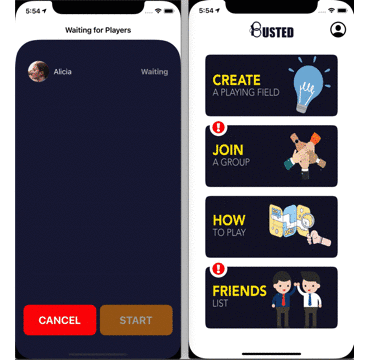 5:54
Waiting for Players
Alicia
Waiting
CANCEL
START
5:54
BUSTED
CREATE
A PLAYING FIELD
!
JOIN
A GROUP
HOW
TO PLAY
!
FRIENDS
LIST